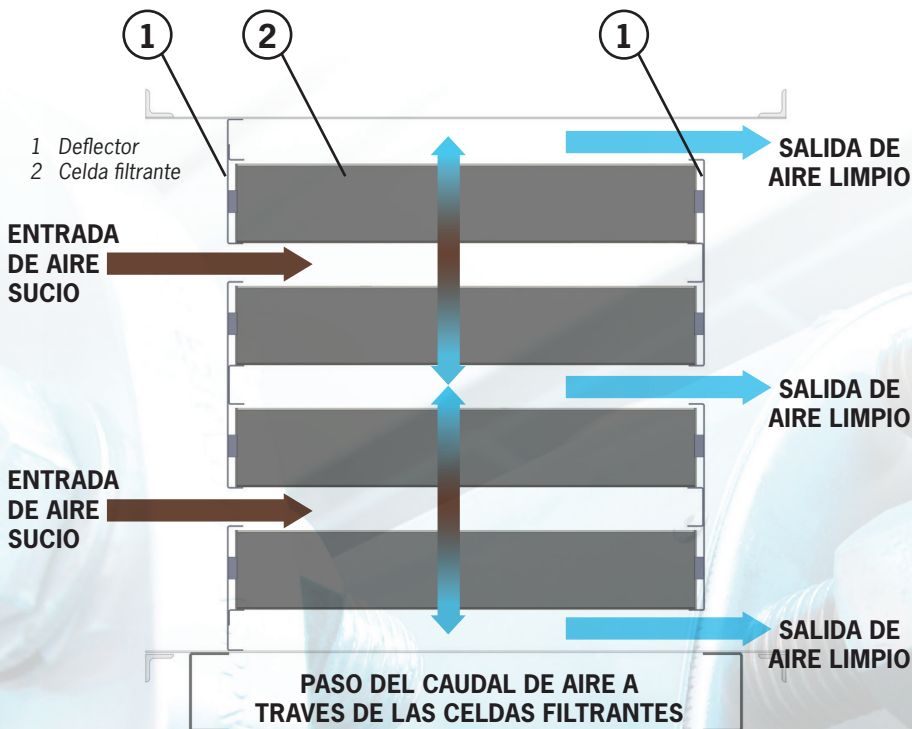 1
2
1
1 Deflector
2 Celda filtrante
SALIDA DE
AIRE LIMPIO
ENTRADA
DE AIRE
SUCIO
SALIDA DE
AIRE LIMPIO
ENTRADA
DE AIRE
SUCIO
SALIDA DE
AIRE LIMPIO
PASO DEL CAUDAL DE AIRE A
TRAVES DE LAS CELDAS FILTRANTES